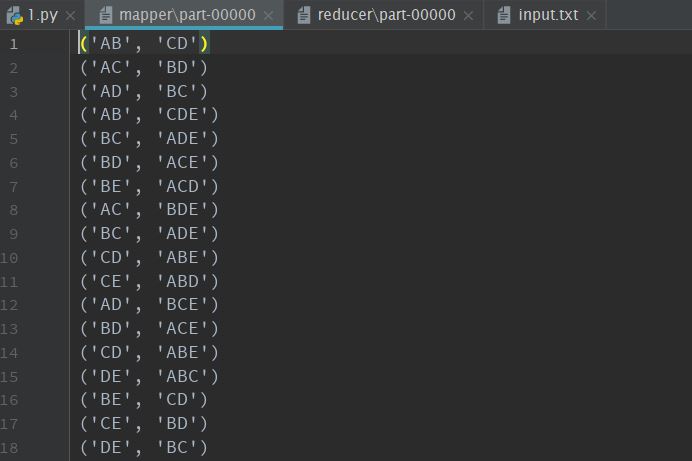 1.py mapper\part-00000 reducer\part-00000 input.txt
1 ('AB', 'CD')
2 ('AC', 'BD')
3 ('AD', 'BC')
4 ('AB', 'CDE')
5 ('BC', 'ADE')
6 ('BD', 'ACE')
7 ('BE', 'ACD')
8 ('AC', 'BDE')
9 ('BC', 'ADE')
10 ('CD', 'ABE')
11 ('CE', 'ABD')
12 ('AD', 'BCE')
13 ('BD', 'ACE')
14 ('CD', 'ABE')
15 ('DE', 'ABC')
16 ('BE', 'CD')
17 ('CE', 'BD')
18 ('DE', 'BC')